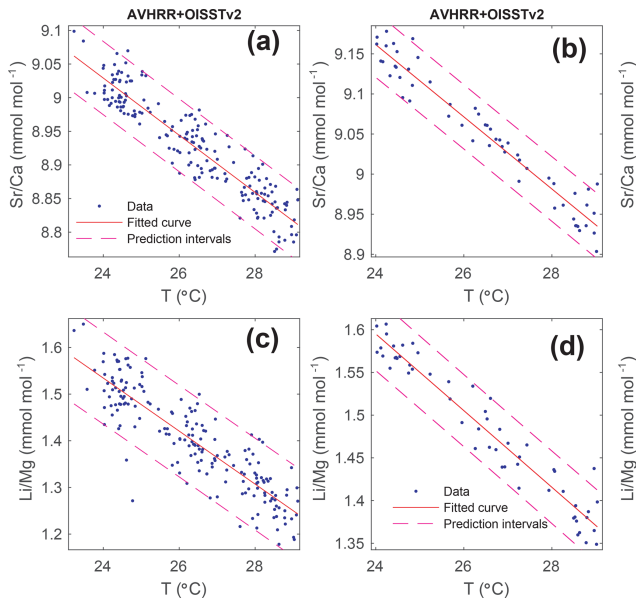 AVHRR+OISSTv2
AVHRR+OISSTv2
(a)
9.1
9.05
9
8.95
8.9
8.85
8.8
Sr/Ca (mmol mol⁻¹)
Data
Fitted curve
Prediction intervals
24 26 28
T (°C)
(b)
9.15
9.1
9.05
9
8.95
8.9
Sr/Ca (mmol mol⁻¹)
24 26 28
T (°C)
Sr/Ca (mmol mol⁻¹)
(c)
1.6
1.5
1.4
1.3
1.2
Li/Mg (mmol mol⁻¹)
24 26 28
T (°C)
(d)
1.6
1.55
1.5
1.45
1.4
1.35
Li/Mg (mmol mol⁻¹)
Data
Fitted curve
Prediction intervals
24 26 28
T (°C)
Li/Mg (mmol mol⁻¹)